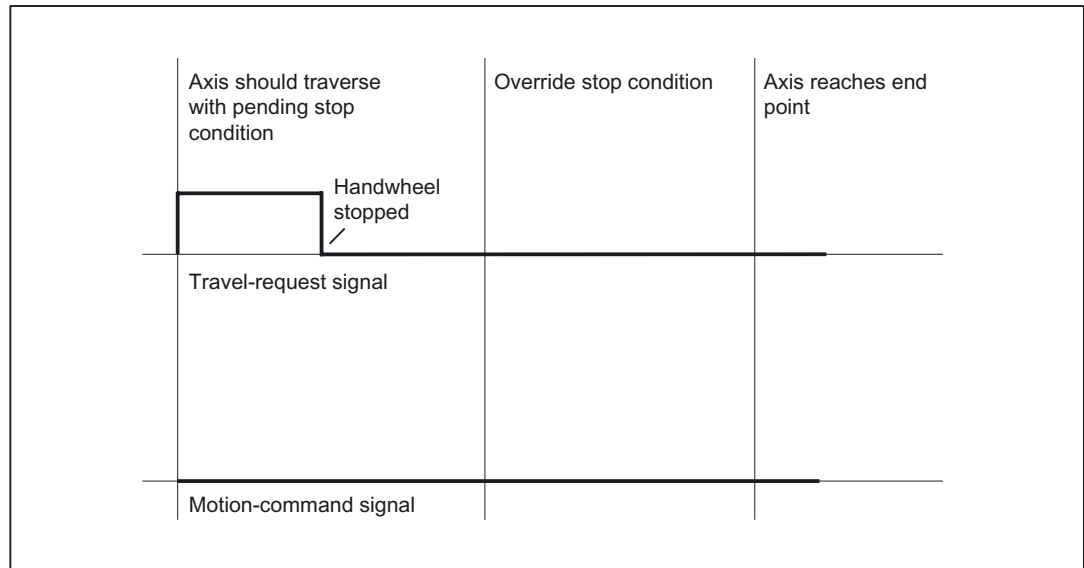 Axis should traverse
with pending stop
condition
Override stop condition
Axis reaches end
point
Handwheel
stopped
Travel-request signal
Motion-command signal